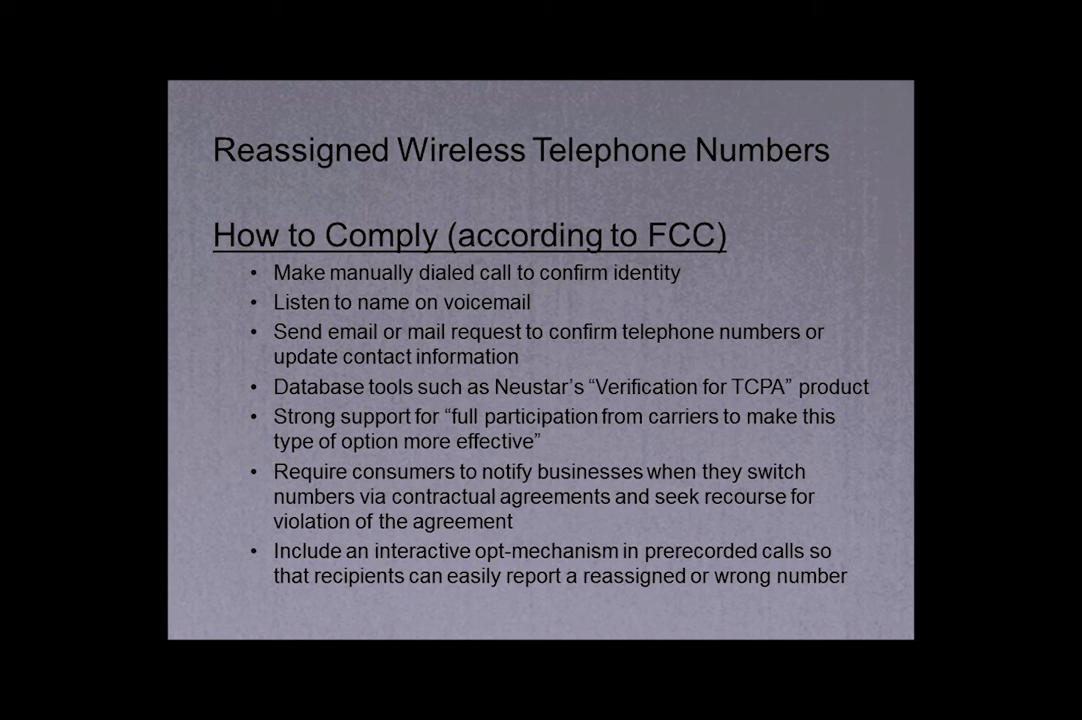 Reassigned Wireless Telephone Numbers
How to Comply (according to FCC)
• Make manually dialed call to confirm identity
• Listen to name on voicemail
• Send email or mail request to confirm telephone numbers or
update contact information
• Database tools such as Neustar’s “Verification for TCPA” product
• Strong support for “full participation from carriers to make this
type of option more effective”
• Require consumers to notify businesses when they switch
numbers via contractual agreements and seek recourse for
violation of the agreement
• Include an interactive opt-mechanism in prerecorded calls so
that recipients can easily report a reassigned or wrong number